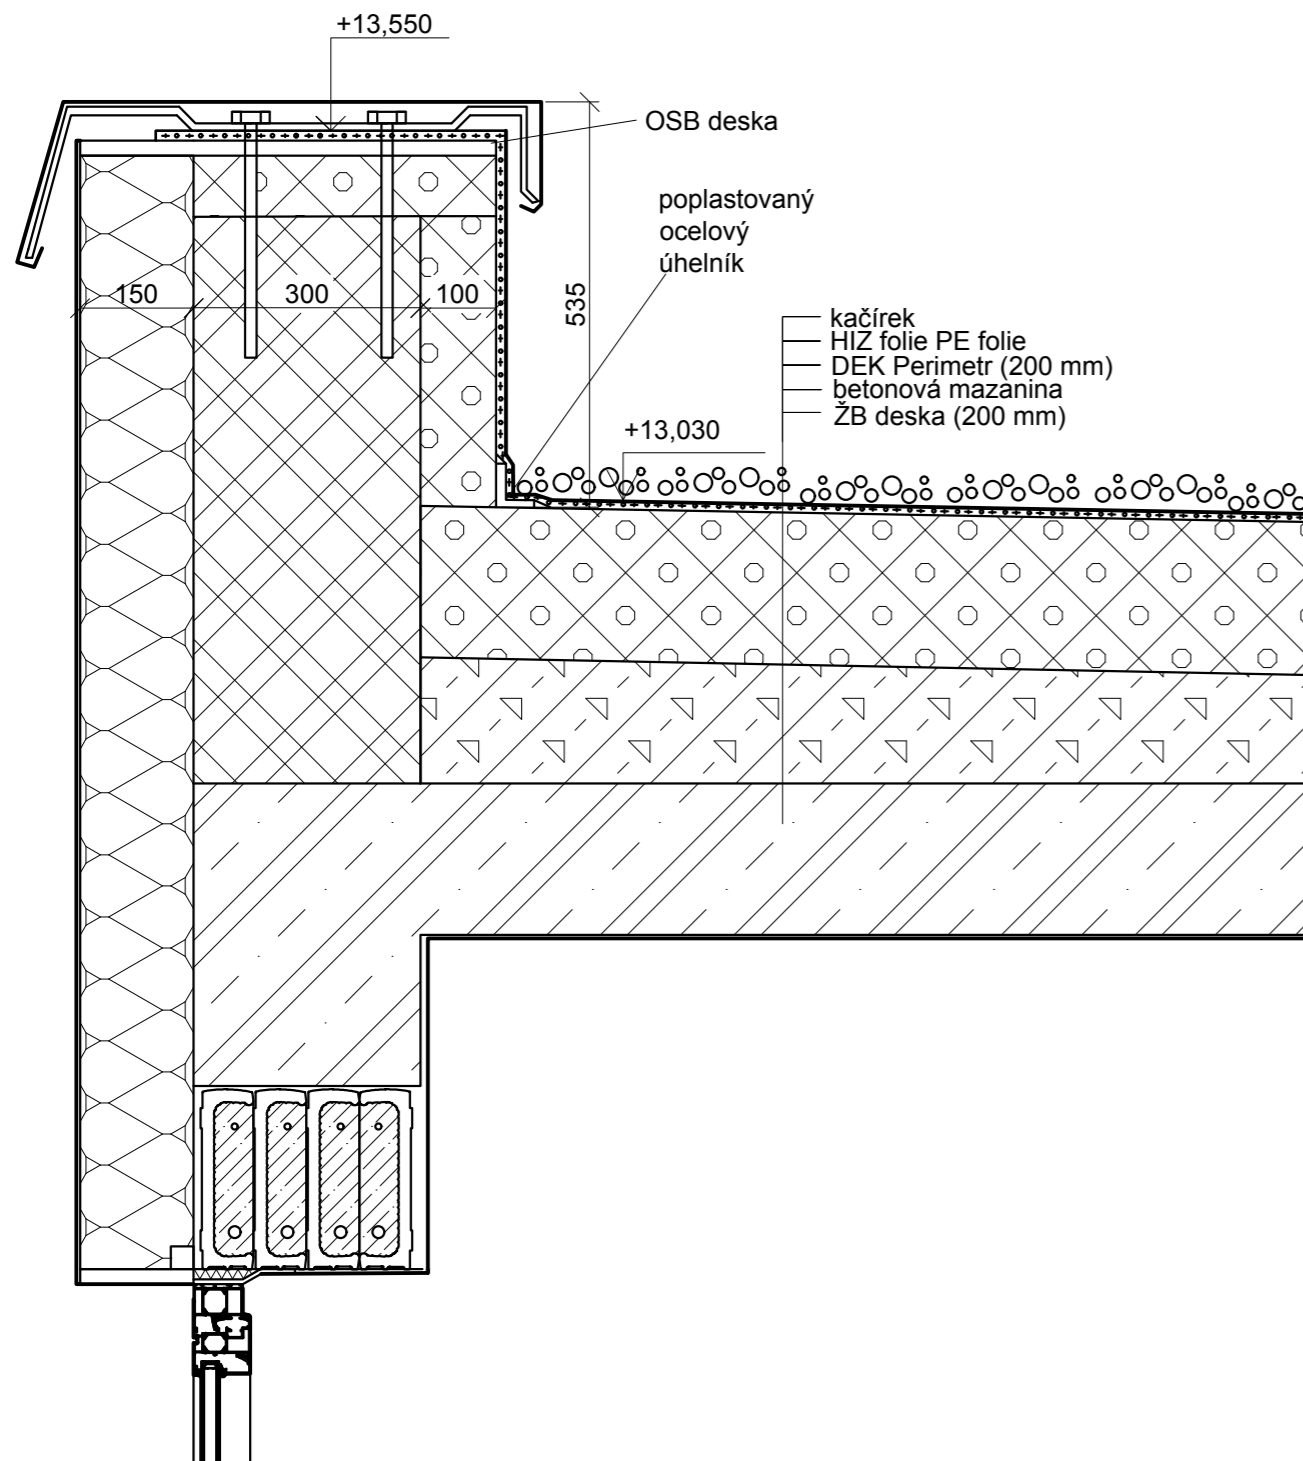 +13,550
OSB deska
poplastovaný
ocelový
úhelník
150
300
100
535
kačírek
HIZ folie PE folie
DEK Perimetr (200 mm)
betonová mazanina
ŽB deska (200 mm)
+13,030